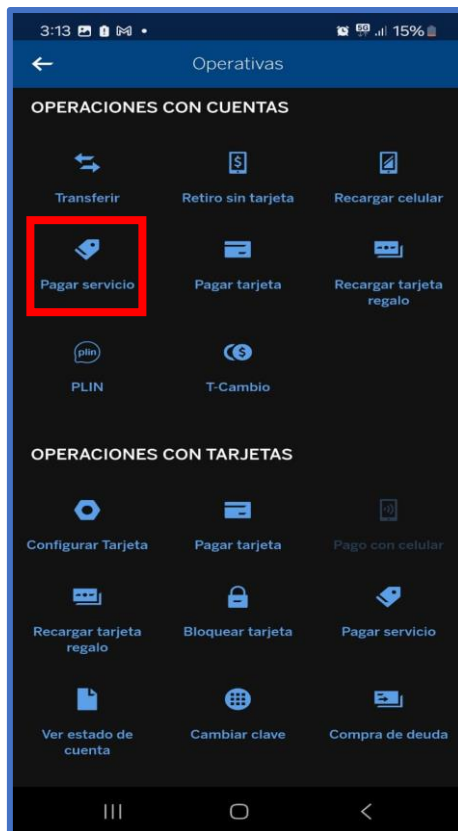 3:13
5G 15%
Operativas
OPERACIONES CON CUENTAS
Transferir
Retiro sin tarjeta
Recargar celular
Pagar servicio
Pagar tarjeta
Recargar tarjeta
regalo
plin
PLIN
T-Cambio
OPERACIONES CON TARJETAS
Configurar Tarjeta
Pagar tarjeta
Pago con celular
Recargar tarjeta
regalo
Bloquear tarjeta
Pagar servicio
Ver estado de
cuenta
Cambiar clave
Compra de deuda